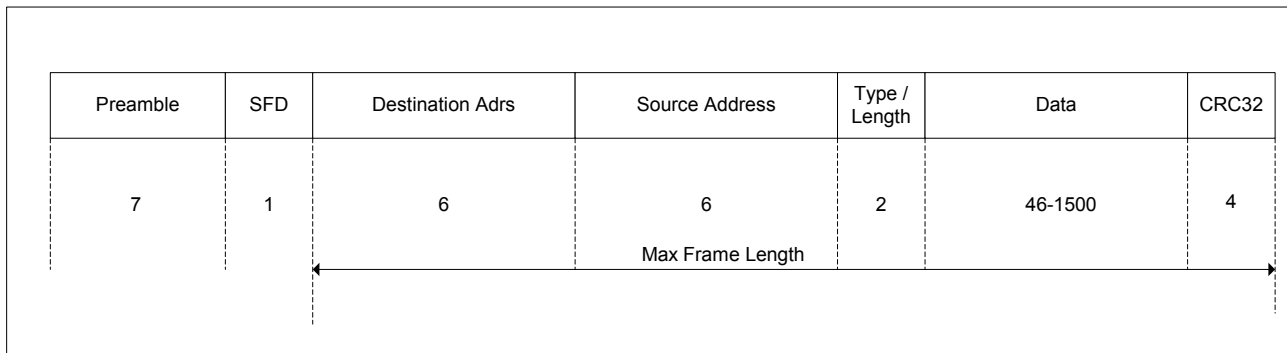 Preamble
SFD
Destination Adrs
Source Address
Type /
Length
Data
CRC32
7
1
6
6
2
46-1500
4
Max Frame Length